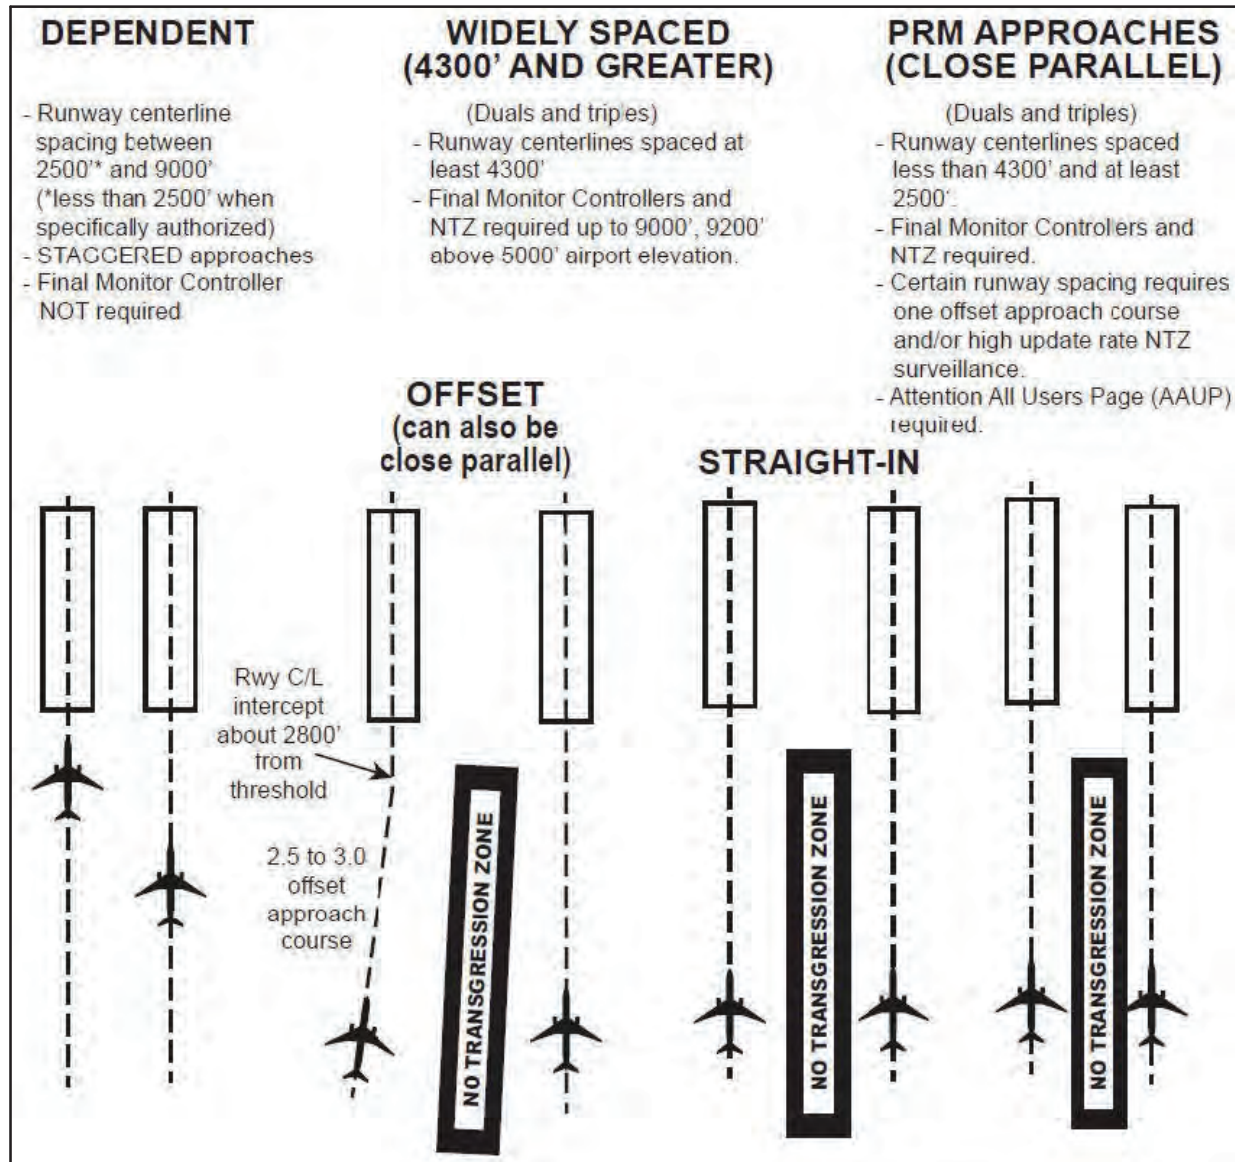 DEPENDENT
- Runway centerline
spacing between
2500'* and 9000'
(*less than 2500' when
specifically authorized)
- STAGGERED approaches
- Final Monitor Controller
NOT required
WIDELY SPACED
(4300' AND GREATER)
(Duals and triples)
- Runway centerlines spaced at
least 4300'
- Final Monitor Controllers and
NTZ required up to 9000', 9200'
above 5000' airport elevation.
PRM APPROACHES
(CLOSE PARALLEL)
(Duals and triples)
- Runway centerlines spaced
less than 4300' and at least
2500'.
- Final Monitor Controllers and
NTZ required.
- Certain runway spacing requires
one offset approach course
and/or high update rate NTZ
surveillance.
- Attention All Users Page (AAUP)
required.
OFFSET
(can also be
close parallel)
STRAIGHT-IN
Rwy C/L
intercept
about 2800'
from
threshold
2.5 to 3.0
offset
approach
course
NO TRANSGRESSION ZONE
NO TRANSGRESSION ZONE
NO TRANSGRESSION ZONE